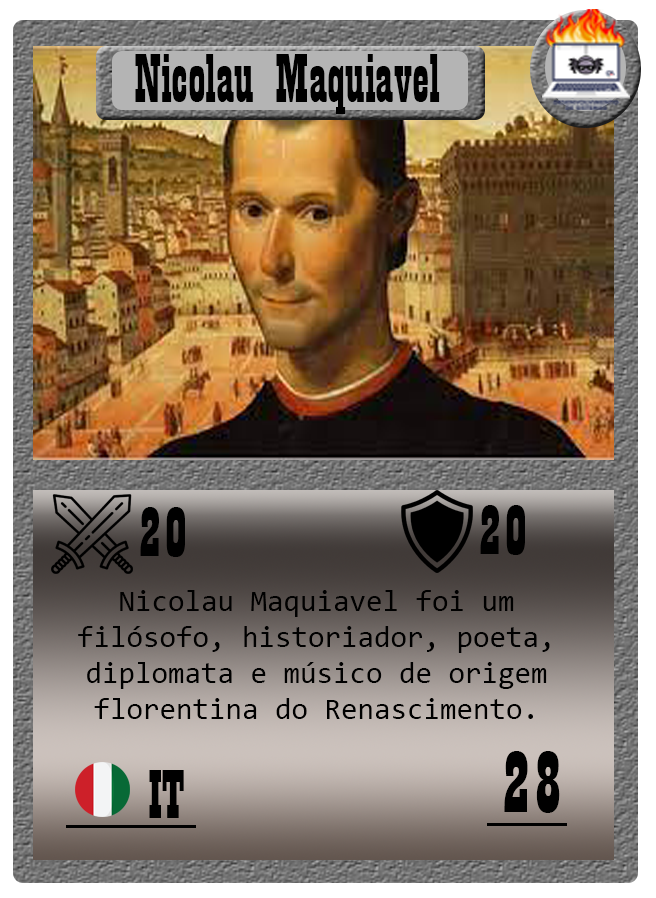 Nicolau Maquiavel
20
20
Nicolau Maquiavel foi um
filósofo, historiador, poeta,
diplomata e músico de origem
florentina do Renascimento.
IT
28